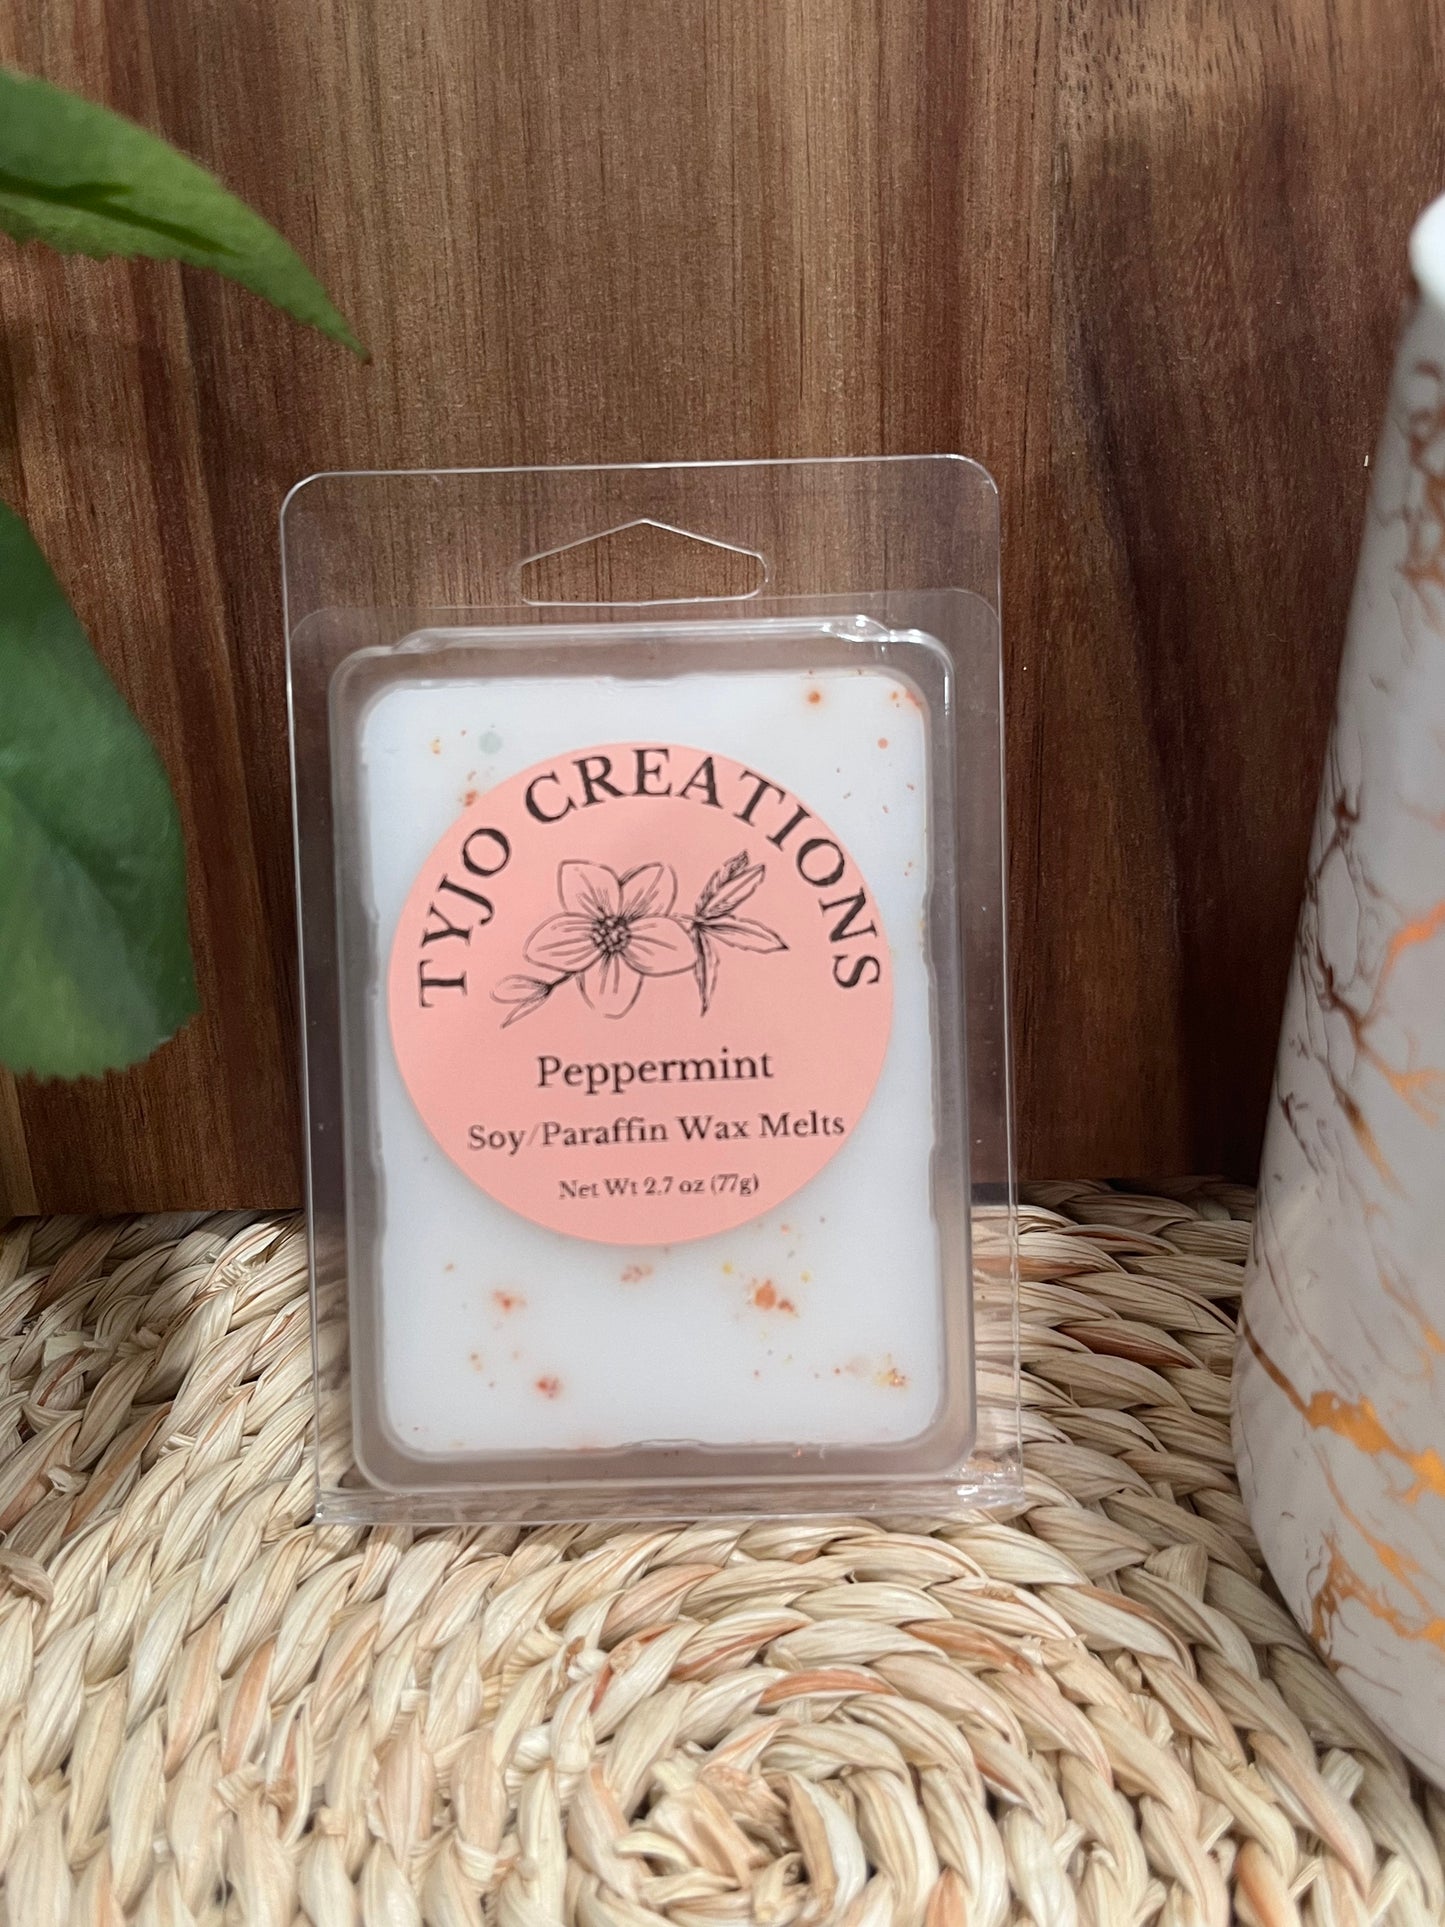 TYJO CREATIONS
Peppermint
Soy/Paraffin Wax Melts
Net Wt 2.7 oz (77g)